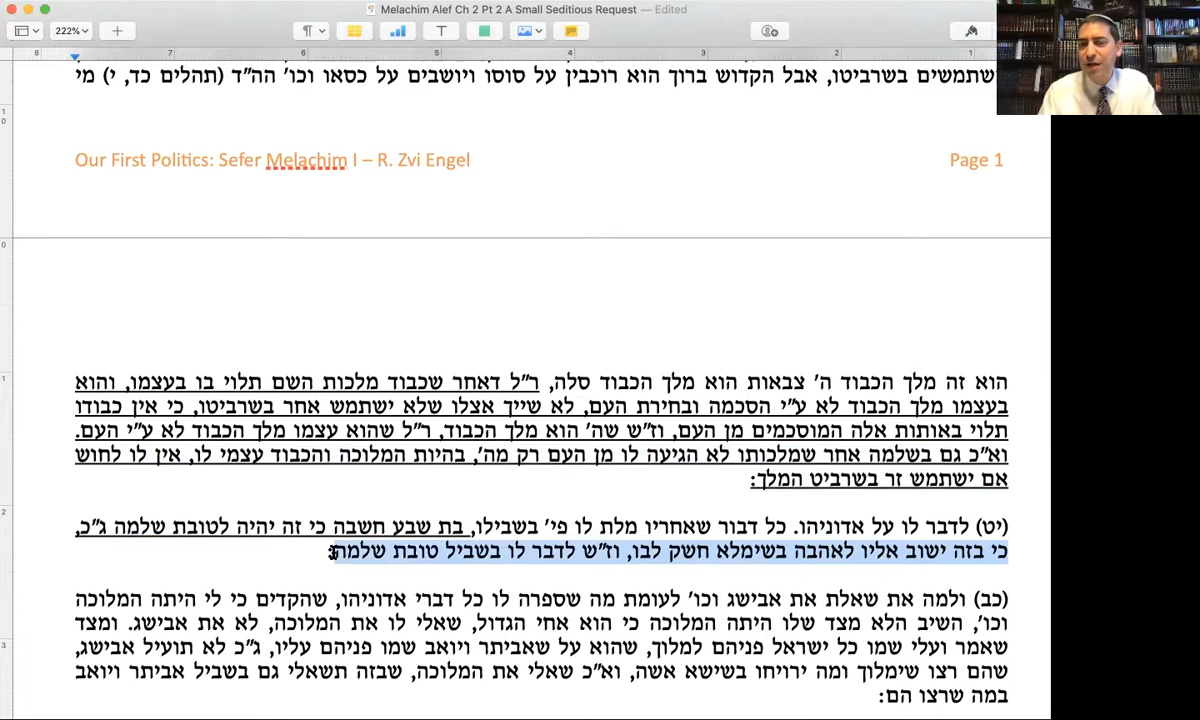 Melachim Alef Ch 2 Pt 2 A Small Seditious Request — Edited
222%
8 7 6 5 4 3 2 1
משתמשים בשרביטו, אבל הקדוש ברוך הוא רוכבין על סוסו ויושבים על כסאו וכו' הה"ד (תהלים כד, י) מי
Our First Politics: Sefer Melachim I – R. Zvi Engel Page 1
הוא זה מלך הכבוד ה' צבאות הוא מלך הכבוד סלה, ר"ל דאחר שכבוד מלכות השם תלוי בו בעצמו, והוא
בעצמו מלך הכבוד לא ע"י הסכמה ובחירת העם, לא שייך אצלו שלא ישתמש אחר בשרביטו, כי אין כבודו
תלוי באותות אלה המוסכמים מן העם, וז"ש שה' הוא מלך הכבוד, ר"ל שהוא עצמו מלך הכבוד לא ע"י העם.
וא"כ גם בשלמה אחר שמלכותו לא הגיעה לו מן העם רק מה', בהיות המלוכה והכבוד עצמי לו, אין לו לחוש
אם ישתמש זר בשרביט המלך:
(יט) לדבר לו על אדוניהו. כל דבור שאחריו מלת לו פי' בשבילו, בת שבע חשבה כי זה יהיה לטובת שלמה ג"כ,
כי בזה ישוב אליו לאהבה בשימלא חשק לבו, וז"ש לדבר לו בשביל טובת שלמה:
(כב) ולמה את שאלת את אבישג וכו' לעומת מה שספרה לו כל דברי אדוניהו, שהקדים כי לי היתה המלוכה
וכו', השיב הלא מצד שלו היתה המלוכה כי הוא אחי הגדול, שאלי לו את המלוכה, לא את אבישג. ומצד
שאמר ועלי שמו כל ישראל פניהם למלוך, שהוא על שאביתר ויואב שמו פניהם עליו, ג"כ לא תועיל אבישג,
שהם רצו שימלוך ומה ירויחו בשישא אשה, וא"כ שאלי את המלוכה, שבזה תשאלי גם בשביל אביתר ויואב
במה שרצו הם: